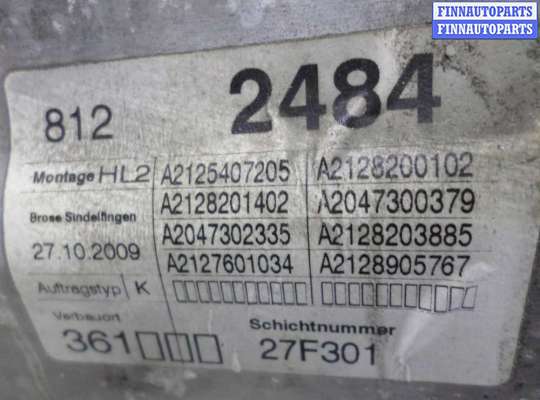 FINNAUTOPARTS
FINNAUTOPARTS
812 2484
Montage HL2 A2125407205 A2128200102
A2128201402 A2047300379
Brose Sindelfingen
A2047302335 A2128203885
27.10.2009
A2127601034 A2128905767
Auftragstyp K
Verbauort Schichtnummer
361 27F301